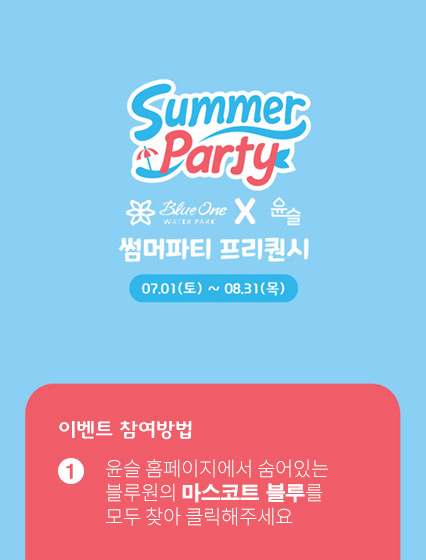 Summer
Party
Blue One X 윤슬
WATER PARK
썸머파티 프리퀀시
07.01(토) ~ 08.31(목)
이벤트 참여방법
1 윤슬 홈페이지에서 숨어있는
블루원의 마스코트 블루를
모두 찾아 클릭해주세요